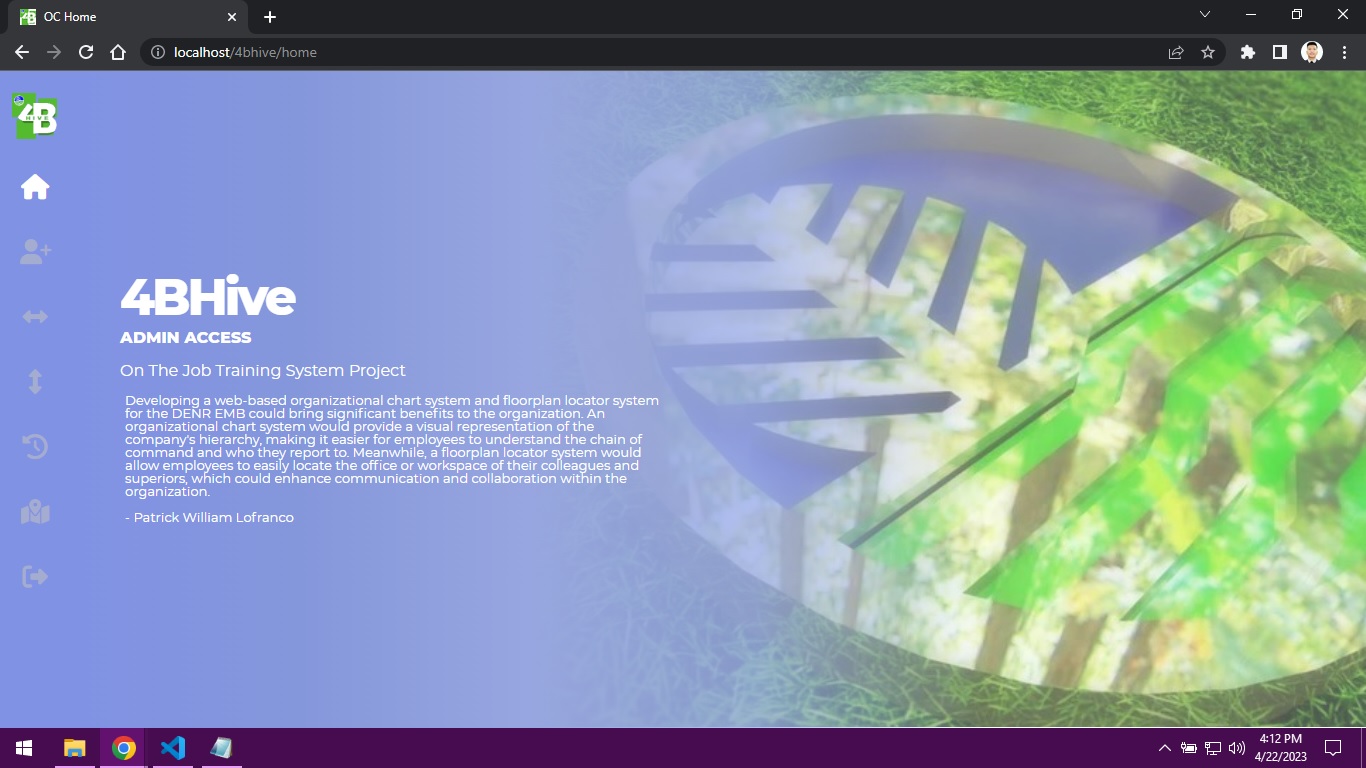 OC Home
localhost/4bhive/home
4B
HIVE
4BHive
ADMIN ACCESS
On The Job Training System Project
Developing a web-based organizational chart system and floorplan locator system
for the DENR EMB could bring significant benefits to the organization. An
organizational chart system would provide a visual representation of the
company's hierarchy, making it easier for employees to understand the chain of
command and who they report to. Meanwhile, a floorplan locator system would
allow employees to easily locate the office or workspace of their colleagues and
superiors, which could enhance communication and collaboration within the
organization.
- Patrick William Lofranco
4:12 PM
4/22/2023